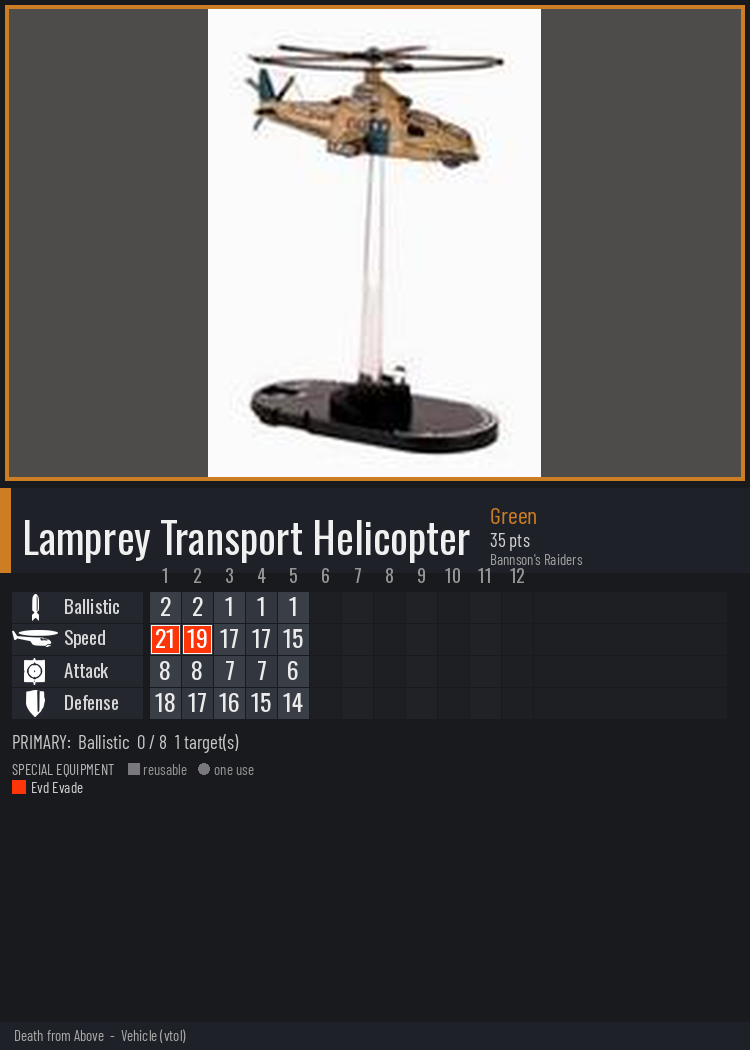 Lamprey Transport Helicopter
Green
35 pts
Bannson's Raiders
1 2 3 4 5 6 7 8 9 10 11 12
Ballistic 2 2 1 1 1
Speed 21 19 17 17 15
Attack 8 8 7 7 6
Defense 18 17 16 15 14
PRIMARY: Ballistic 0 / 8 1 target(s)
SPECIAL EQUIPMENT reusable one use
Evd Evade
Death from Above - Vehicle (vtol)